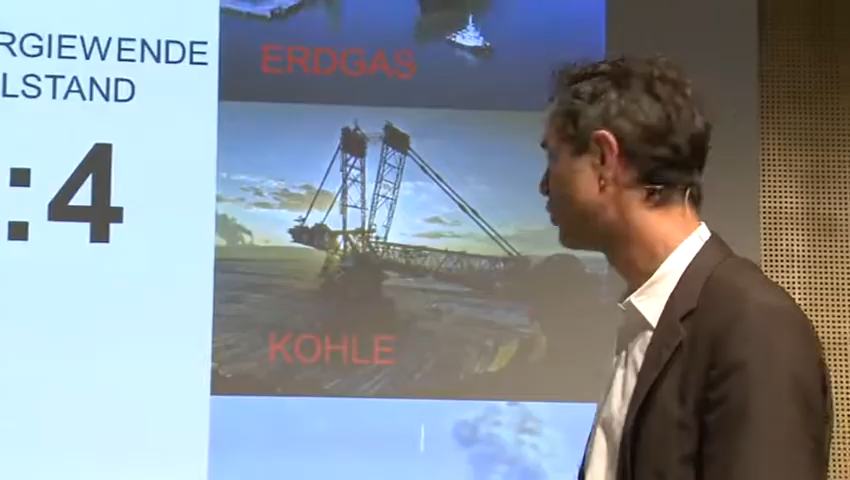 RGIEWENDE
LSTAND
:4
ERDGAS
KOHLE